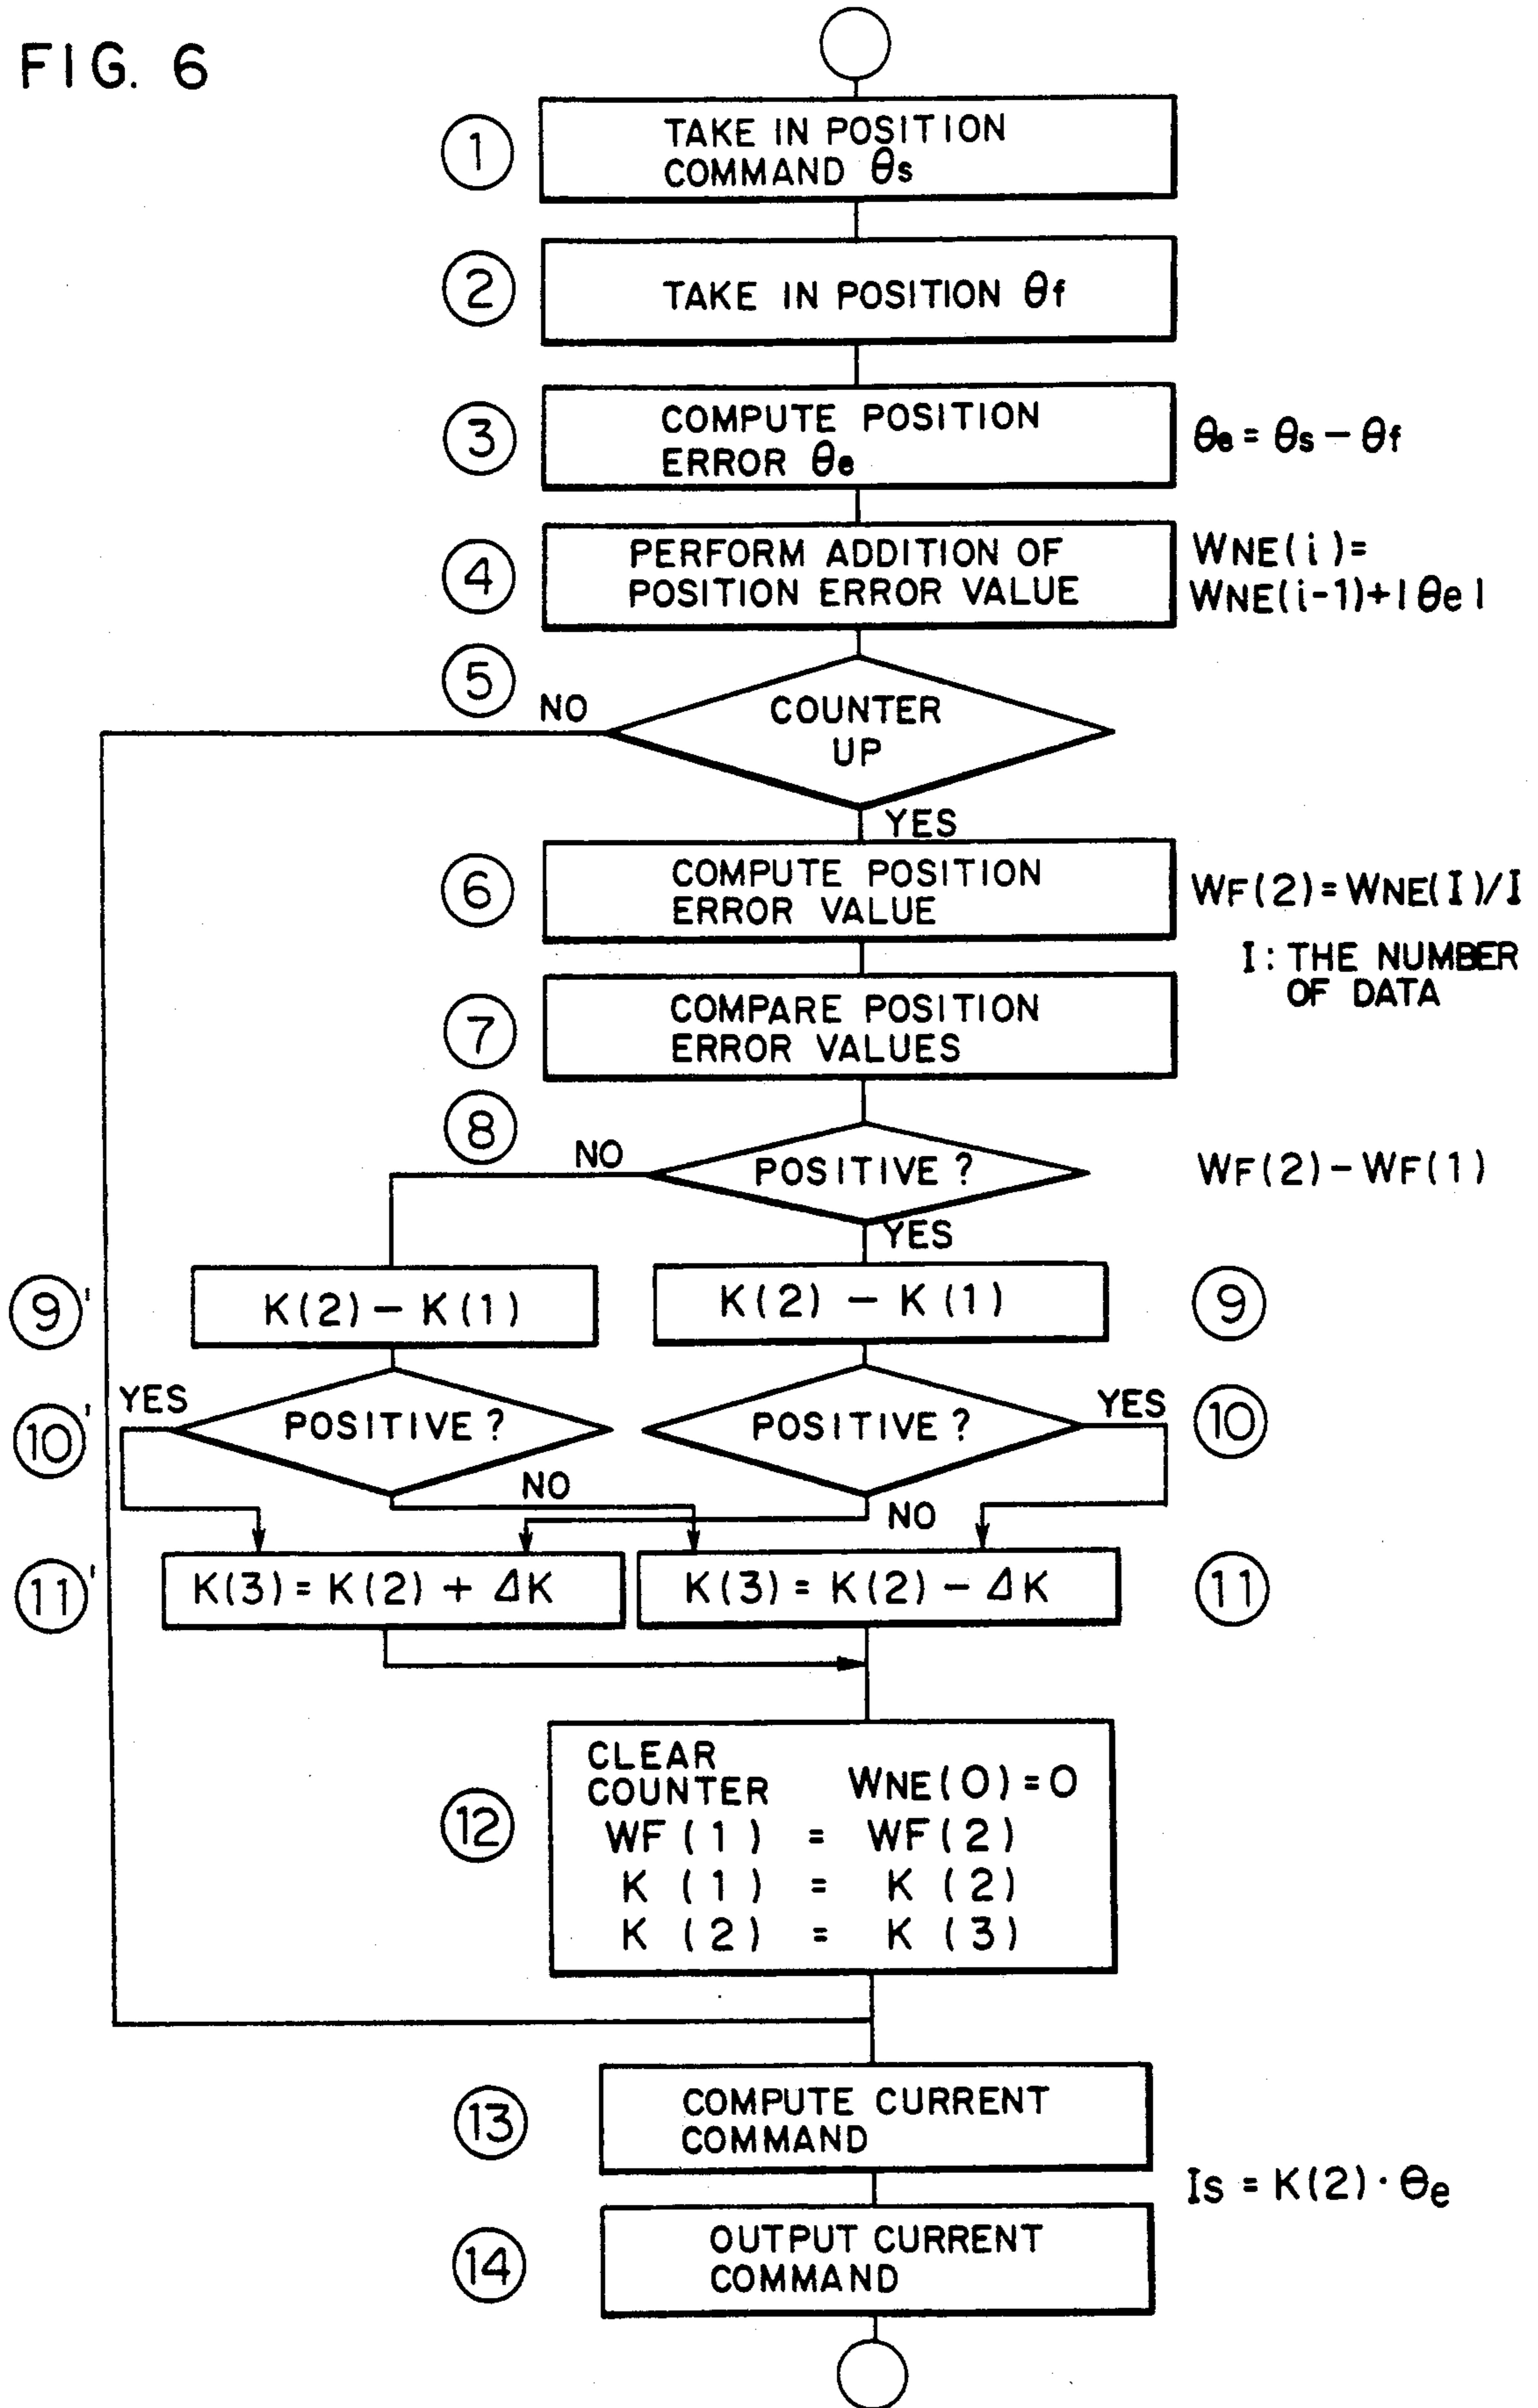 FIG. 6
① TAKE IN POSITION
COMMAND θs
② TAKE IN POSITION θf
③ COMPUTE POSITION
ERROR θe
θe = θs − θf
④ PERFORM ADDITION OF
POSITION ERROR VALUE
WNE(i)=
WNE(i-1)+|θe|
⑤ COUNTER
UP
NO
YES
⑥ COMPUTE POSITION
ERROR VALUE
WF(2)=WNE(I)/I
I: THE NUMBER
OF DATA
⑦ COMPARE POSITION
ERROR VALUES
⑧ NO
POSITIVE ?
WF(2)−WF(1)
YES
⑨' K(2)− K(1)
K(2) − K(1) ⑨
⑩' YES
POSITIVE ?
NO
POSITIVE ?
YES ⑩
NO
⑪' K(3)=K(2)+ ΔK
K(3)=K(2)− ΔK ⑪
⑫ CLEAR
COUNTER WNE(0)=0
WF(1) = WF(2)
K (1) = K (2)
K (2) = K (3)
⑬ COMPUTE CURRENT
COMMAND
Is = K(2)·θe
⑭ OUTPUT CURRENT
COMMAND